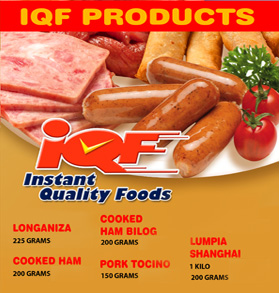 IQF PRODUCTS
iQF
Instant
Quality Foods
LONGANIZA
225 GRAMS
COOKED HAM
200 GRAMS
COOKED
HAM BILOG
200 GRAMS
PORK TOCINO
150 GRAMS
LUMPIA
SHANGHAI
1 KILO
200 GRAMS